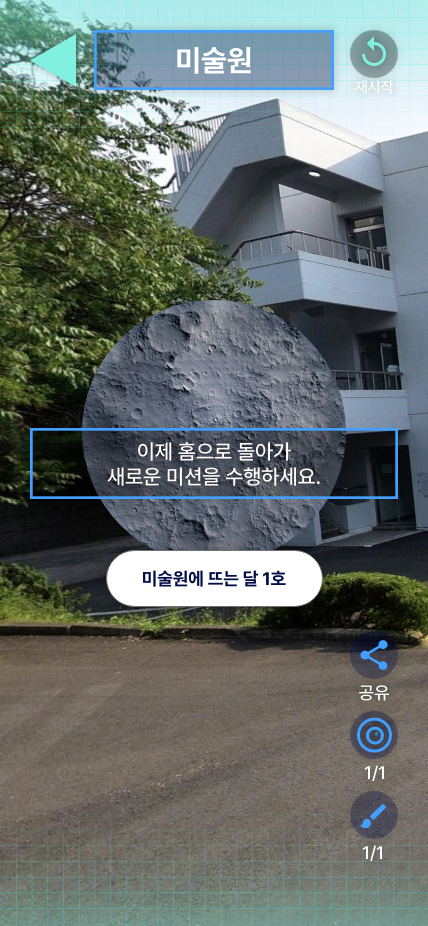 미술원
재시작
이제 홈으로 돌아가
새로운 미션을 수행하세요.
미술원에 뜨는 달 1호
공유
1/1
1/1